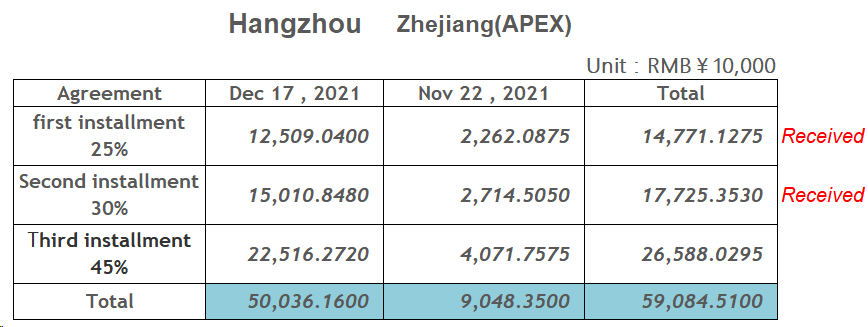 Hangzhou Zhejiang(APEX)
Unit : RMB¥10,000
Agreement Dec 17 , 2021 Nov 22 , 2021 Total
first installment
25% 12,509.0400 2,262.0875 14,771.1275 Received
Second installment
30% 15,010.8480 2,714.5050 17,725.3530 Received
Third installment
45% 22,516.2720 4,071.7575 26,588.0295
Total 50,036.1600 9,048.3500 59,084.5100